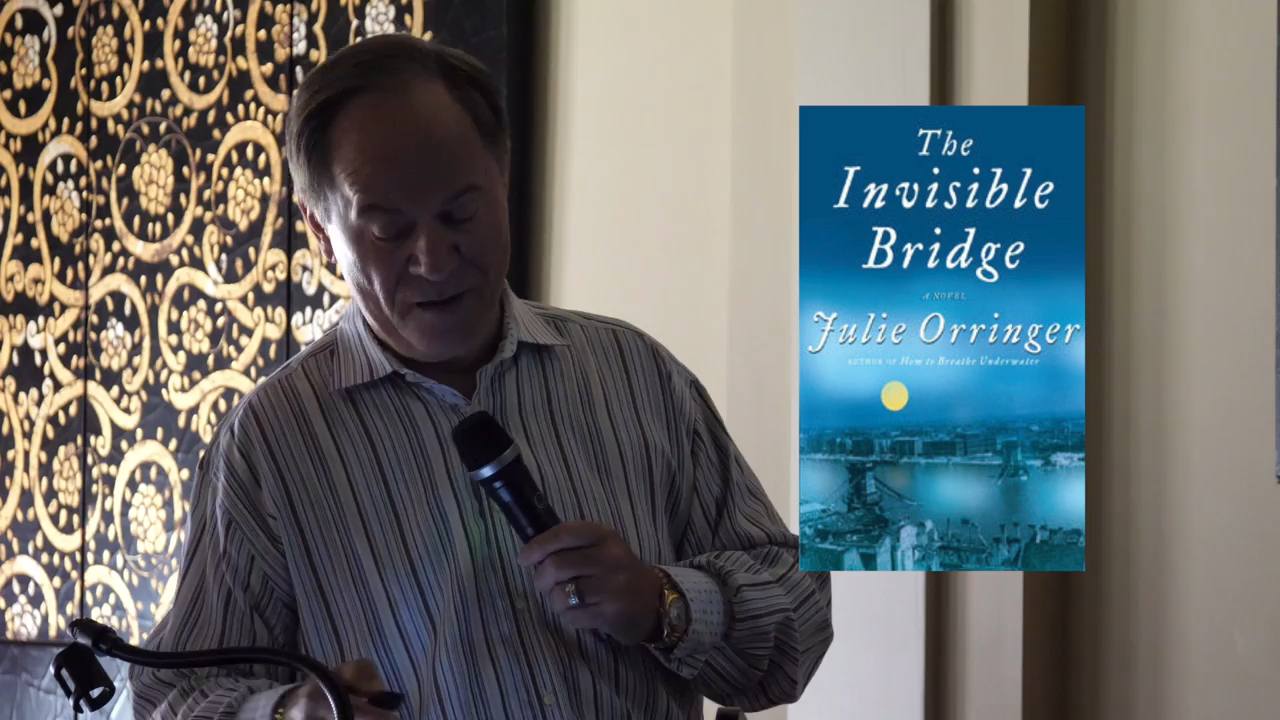 The
Invisible
Bridge
A NOVEL
Julie Orringer
AUTHOR OF How to Breathe Underwater